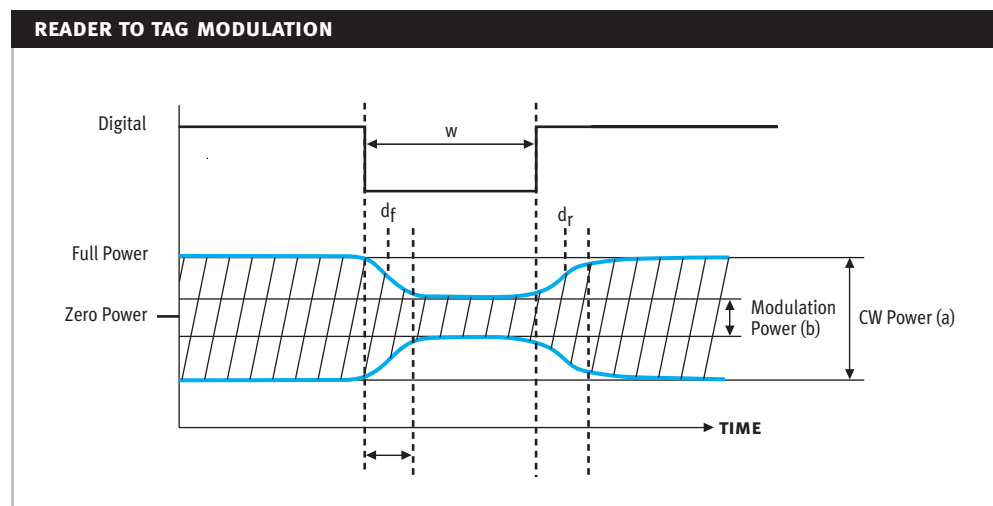 READER TO TAG MODULATION
Digital
w
df
dr
Full Power
Zero Power
Modulation
Power (b)
CW Power (a)
TIME